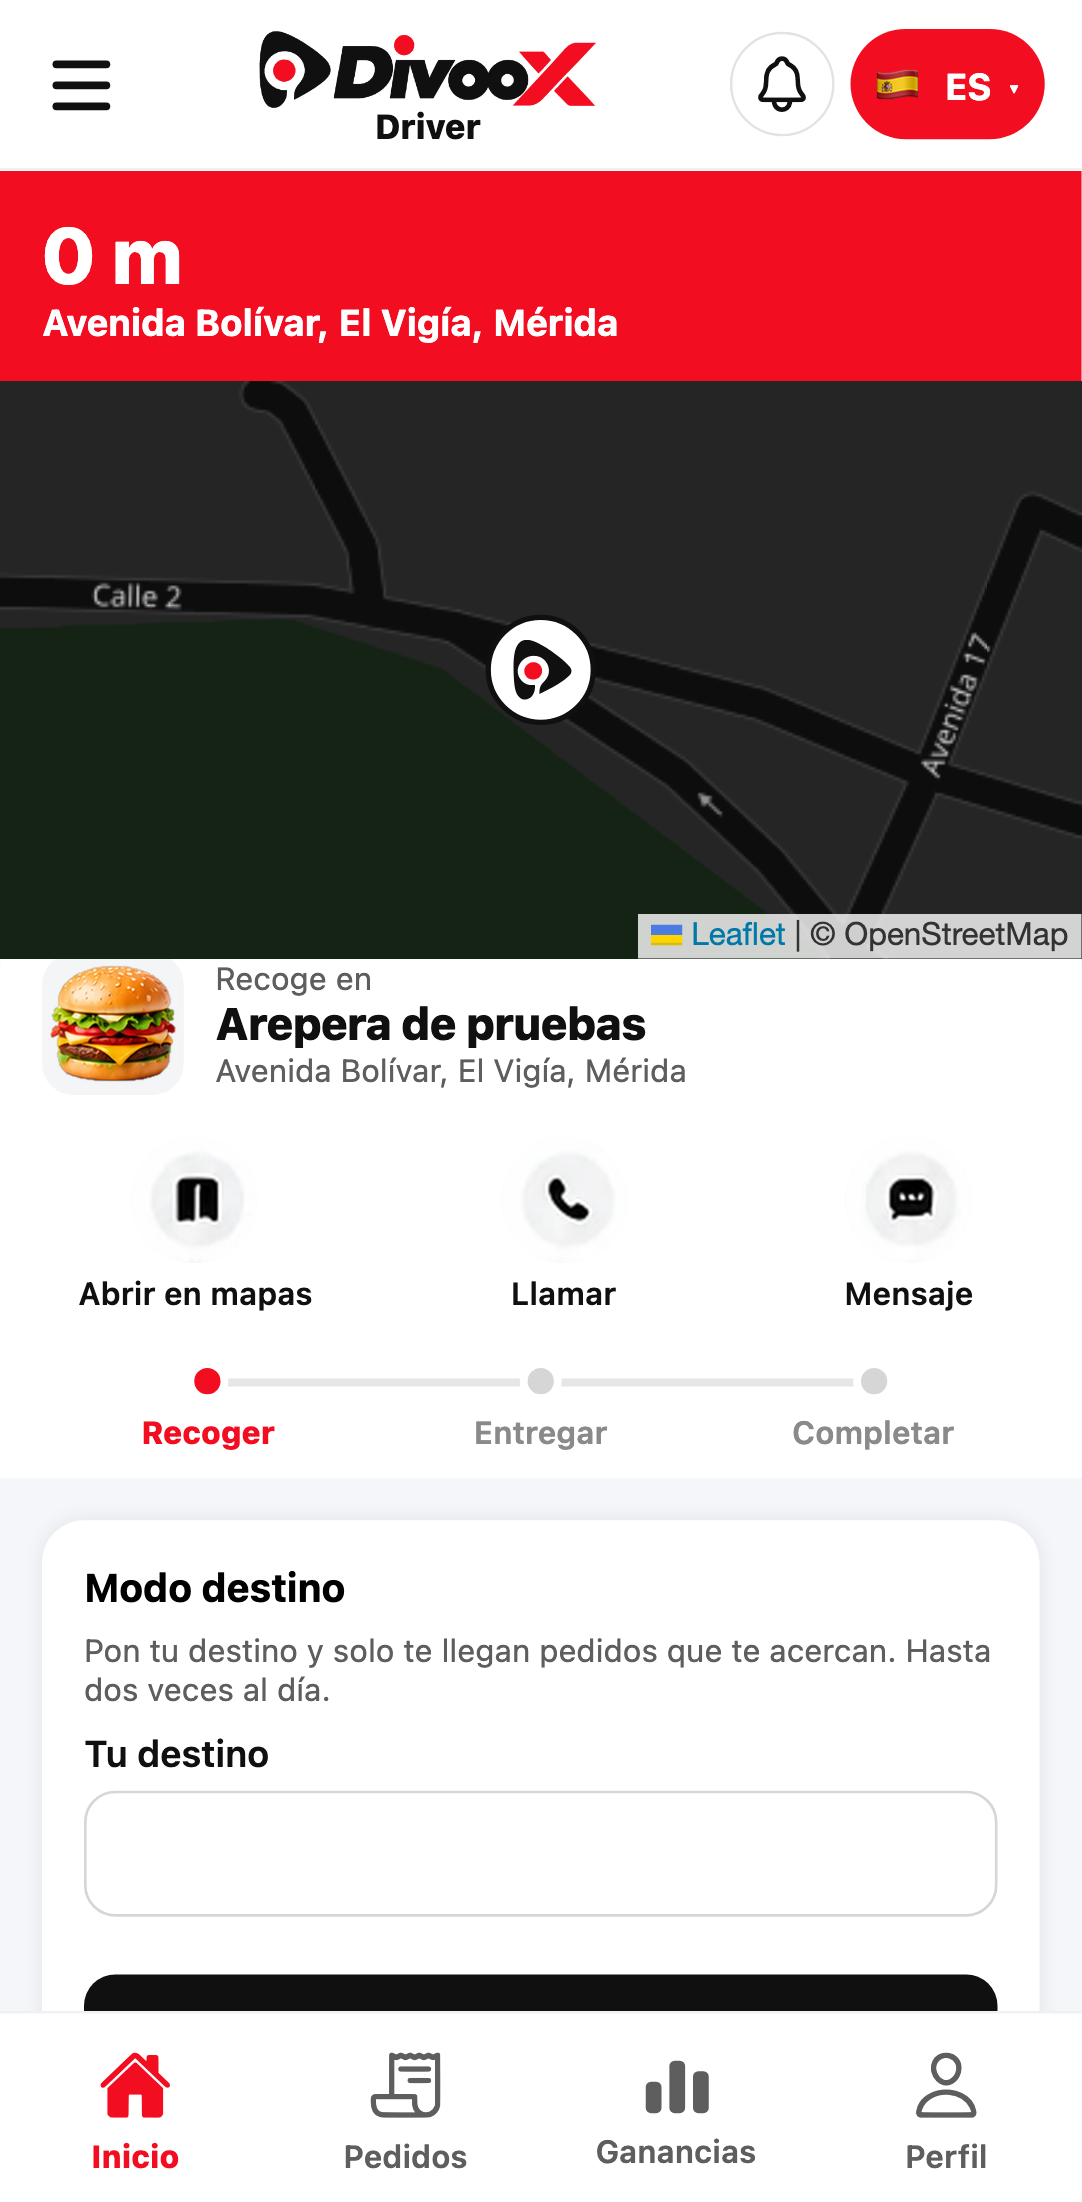 DivooX
Driver
ES
0 m
Avenida Bolívar, El Vigía, Mérida
Calle 2
Avenida 17
Leaflet | © OpenStreetMap
Recoge en
Arepera de pruebas
Avenida Bolívar, El Vigía, Mérida
Abrir en mapas
Llamar
Mensaje
Recoger
Entregar
Completar
Modo destino
Pon tu destino y solo te llegan pedidos que te acercan. Hasta
dos veces al día.
Tu destino
Inicio
Pedidos
Ganancias
Perfil